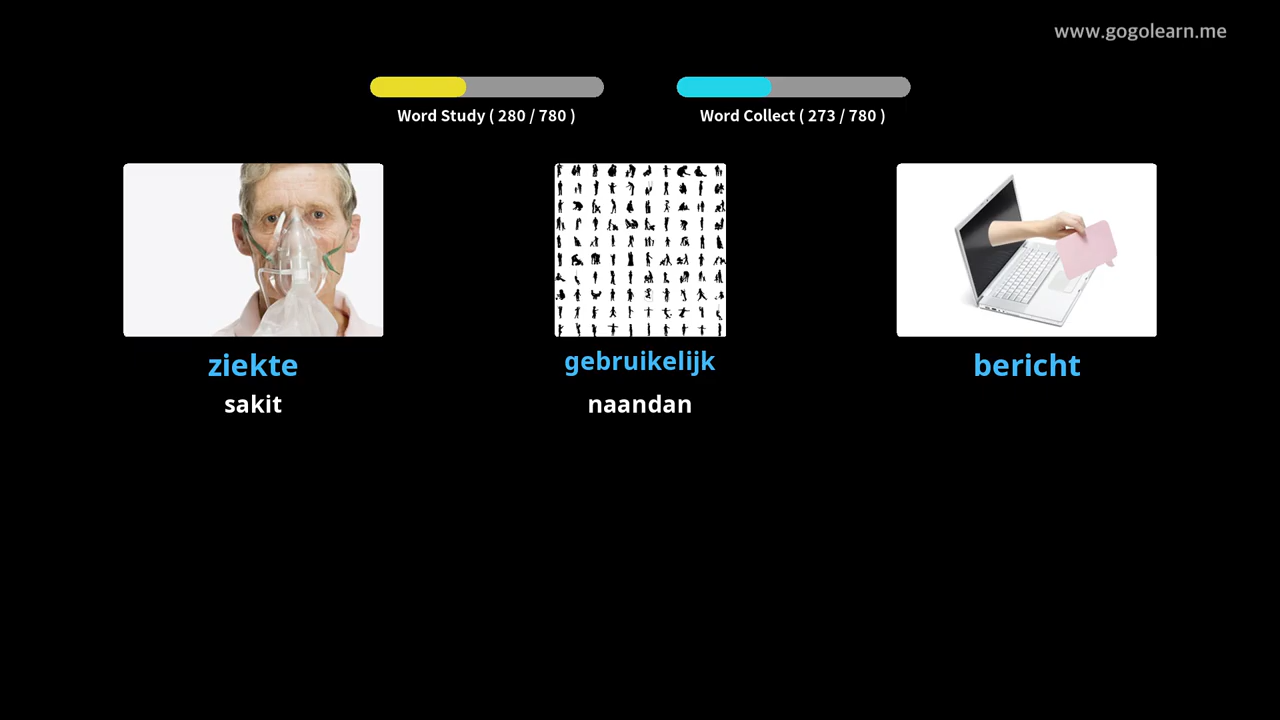 www.gogolearn.me
Word Study ( 280 / 780 )
Word Collect ( 273 / 780 )
ziekte
gebruikelijk
bericht
sakit
naandan